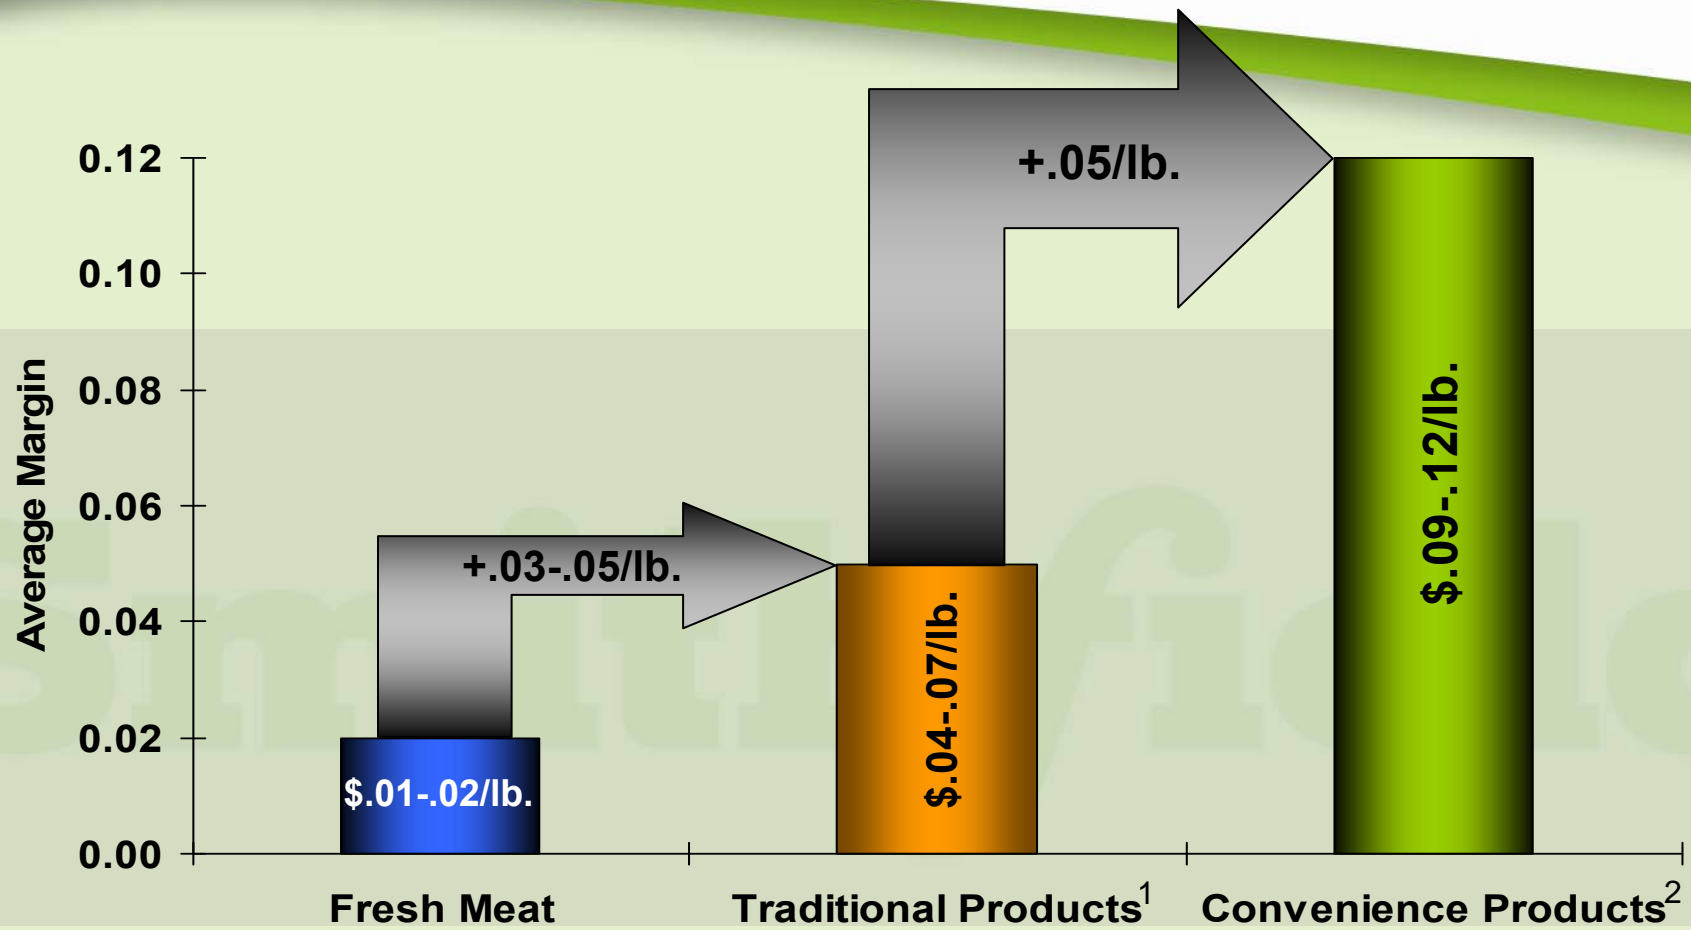 +.05/lb.
0.12
0.10
0.08
0.06
0.04
0.02
0.00
Average Margin
+.03-.05/lb.
$.01-.02/lb.
$.04-.07/lb.
$.09-.12/lb.
Fresh Meat
Traditional Products1
Convenience Products2